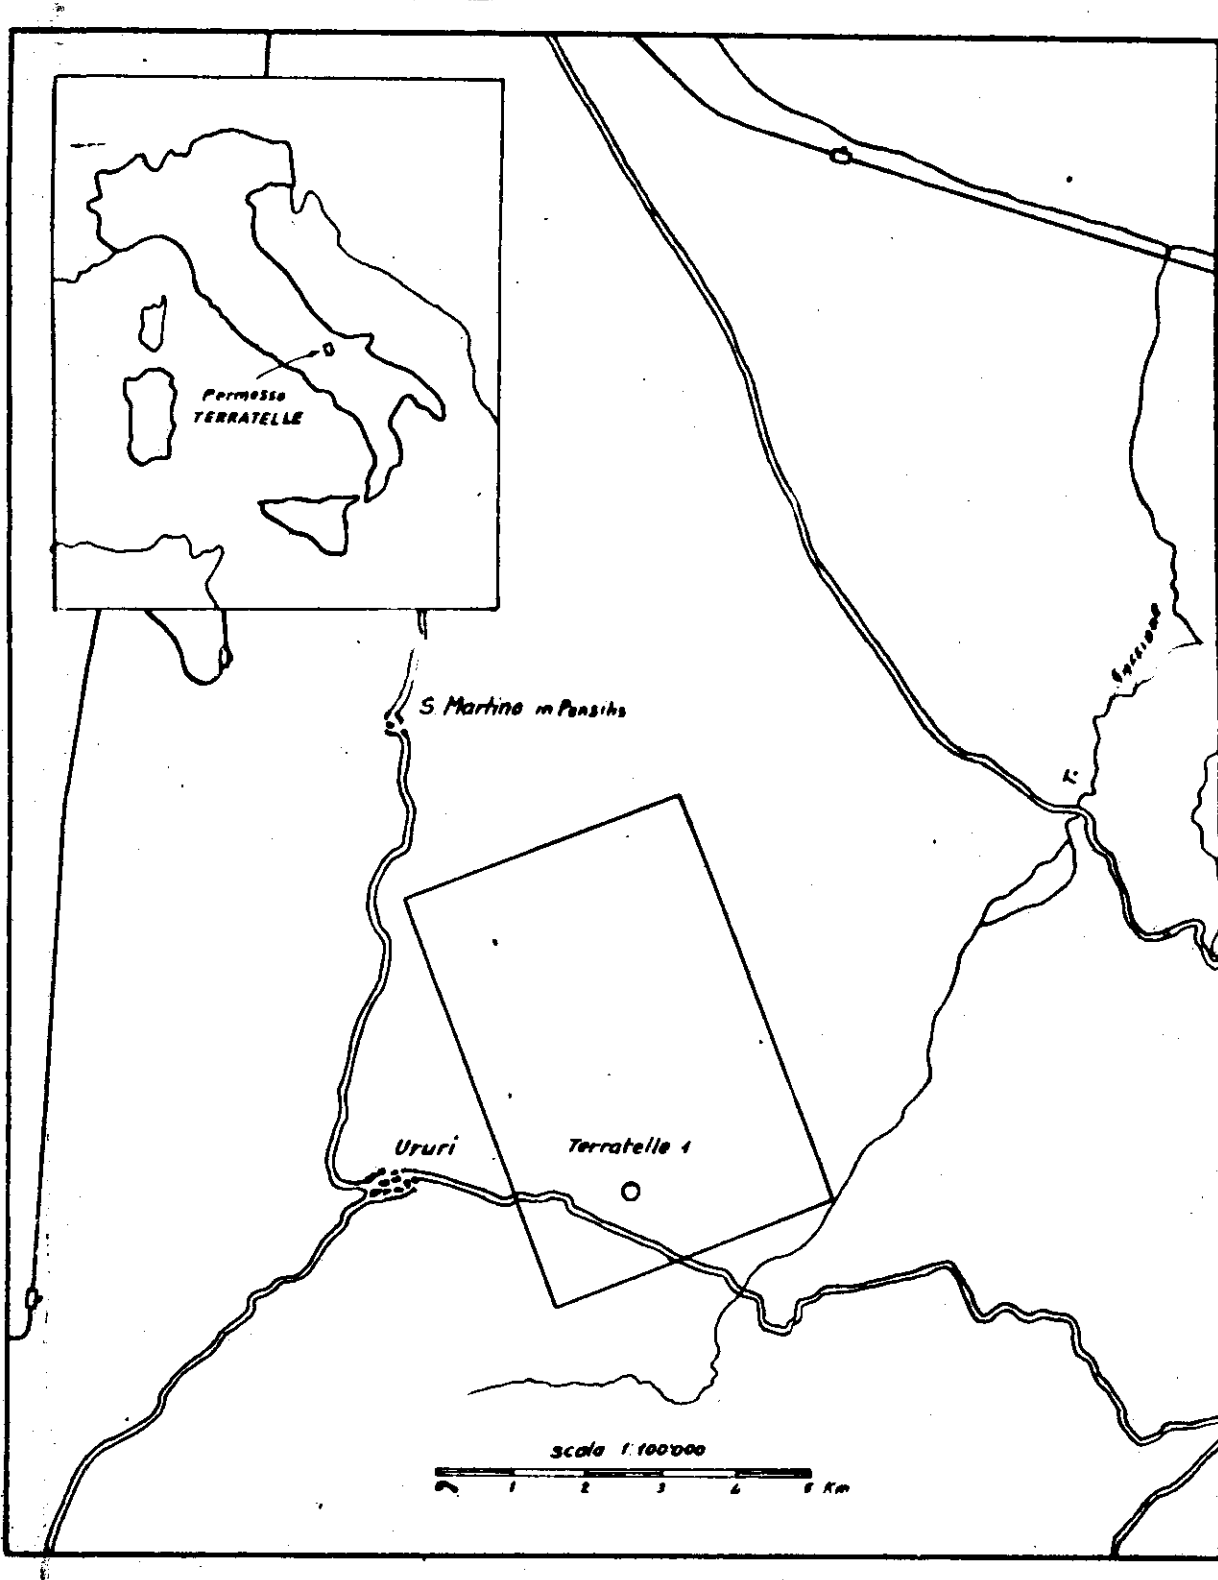 Permesso
TERRATELLE
S. Martino in Pensilis
Saccione
T.
Ururi
Terratelle 1
scala 1:100'000
0 1 2 3 4 5 Km